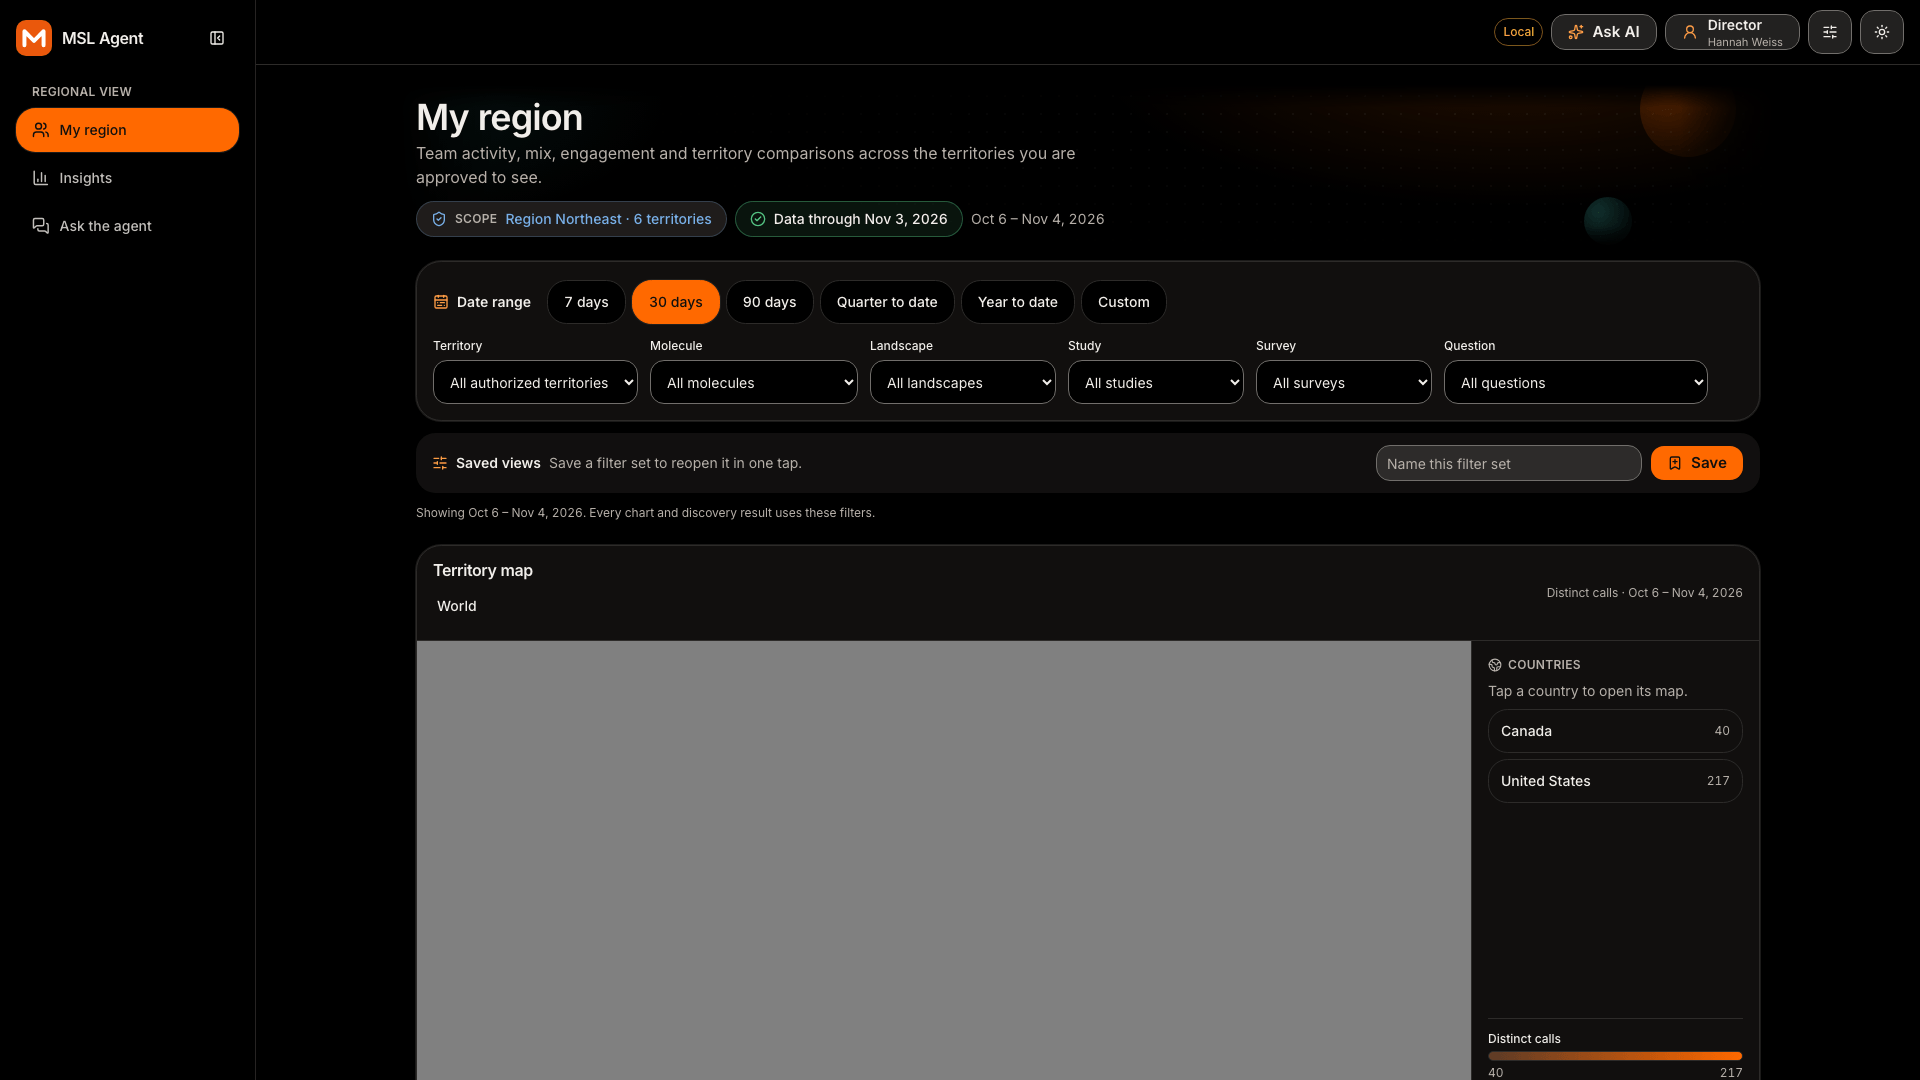 MSL Agent
Local
Ask AI
Director
Hannah Weiss
REGIONAL VIEW
My region
Insights
Ask the agent
My region
Team activity, mix, engagement and territory comparisons across the territories you are
approved to see.
SCOPE Region Northeast · 6 territories
Data through Nov 3, 2026
Oct 6 – Nov 4, 2026
Date range
7 days
30 days
90 days
Quarter to date
Year to date
Custom
Territory
Molecule
Landscape
Study
Survey
Question
All authorized territories
All molecules
All landscapes
All studies
All surveys
All questions
Saved views Save a filter set to reopen it in one tap.
Name this filter set
Save
Showing Oct 6 – Nov 4, 2026. Every chart and discovery result uses these filters.
Territory map
World
Distinct calls · Oct 6 – Nov 4, 2026
COUNTRIES
Tap a country to open its map.
Canada 40
United States 217
Distinct calls
40 217